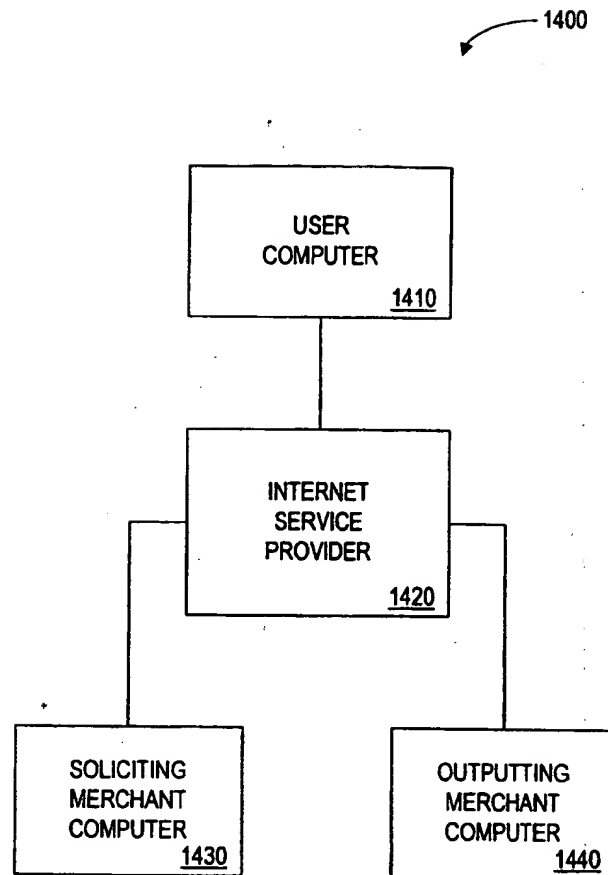 1400
USER
COMPUTER
1410
INTERNET
SERVICE
PROVIDER
1420
SOLICITING
MERCHANT
COMPUTER
1430
OUTPUTTING
MERCHANT
COMPUTER
1440